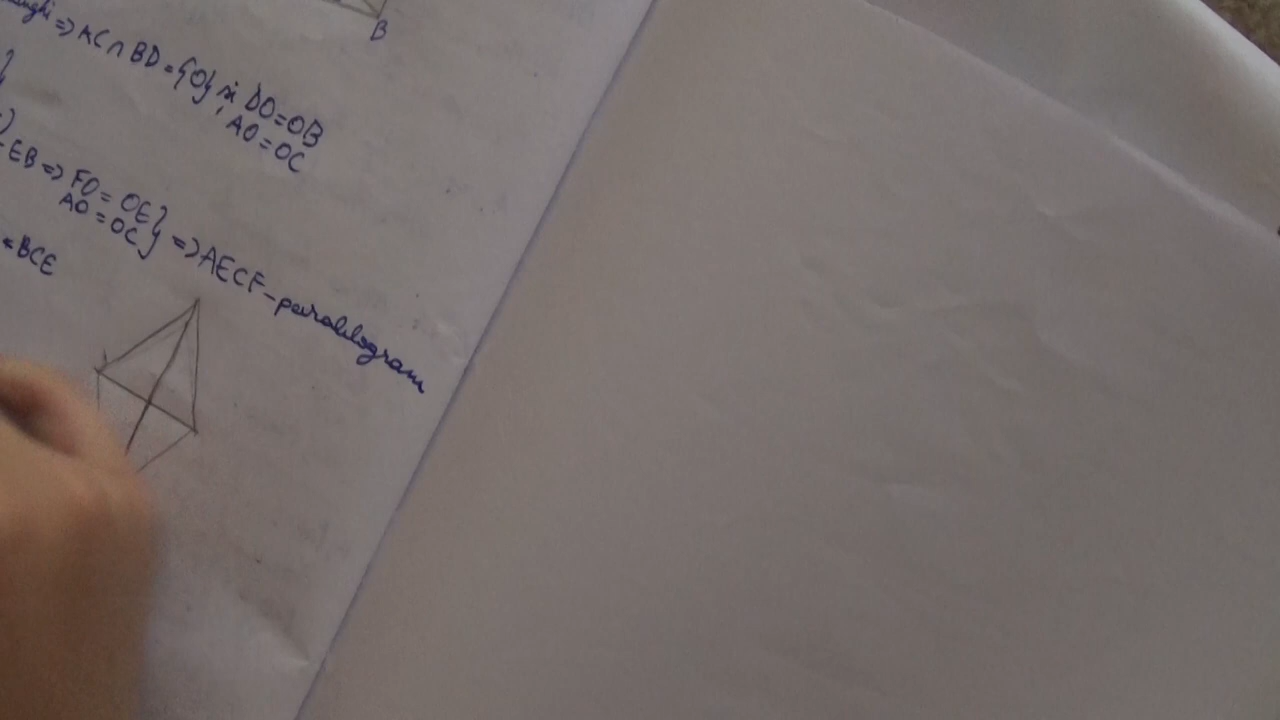 B
=> AC ∩ BD = {O} și DO = OB
AO = OC
}
)
EB => FO = OE }
AO = OC } => AECF - paralelogram
= BCE